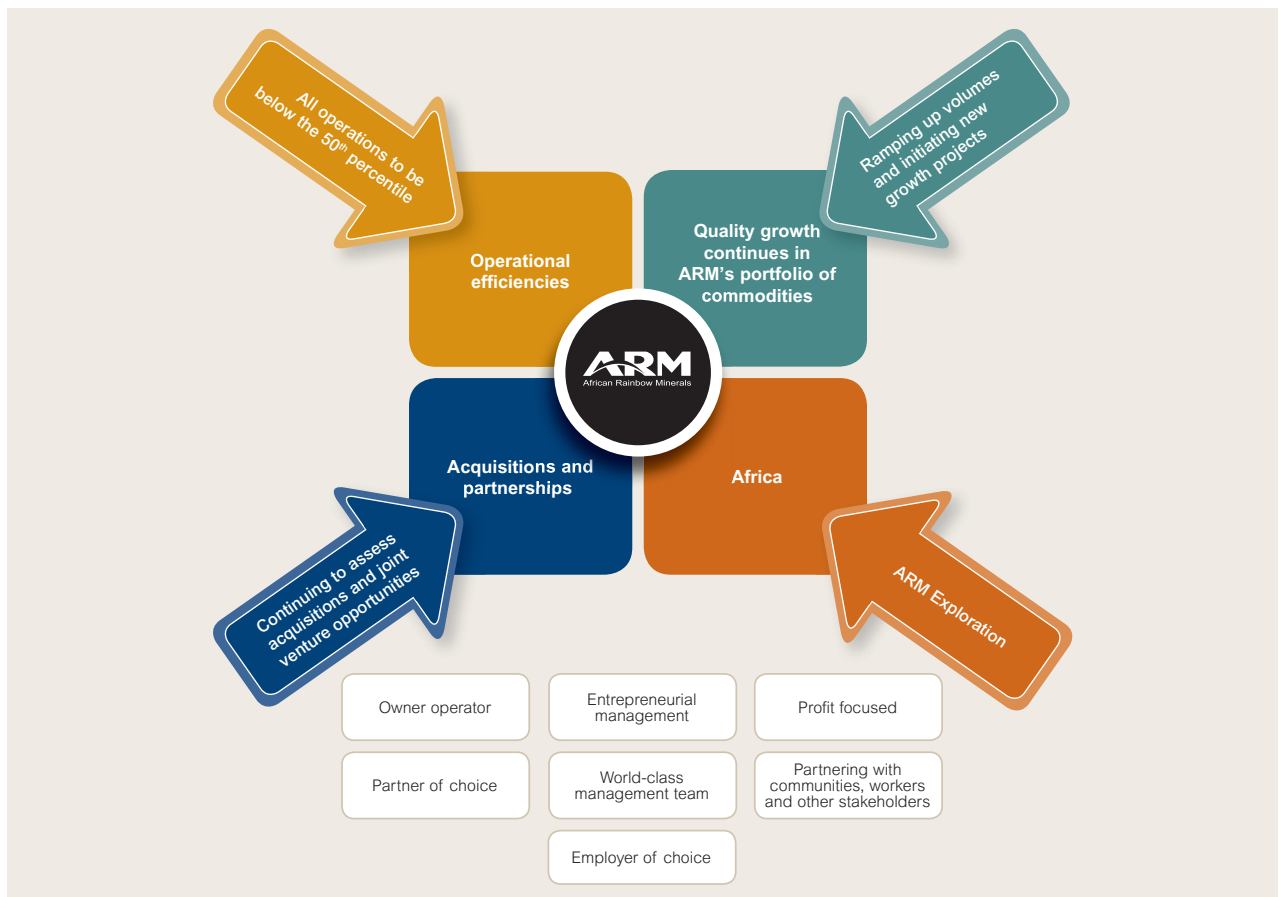 All operations to be
below the 50th percentile
Ramping up volumes
and initiating new
growth projects
Operational
efficiencies
Quality growth
continues in
ARM’s portfolio of
commodities
ARM
African Rainbow Minerals
Acquisitions and
partnerships
Africa
Continuing to assess
acquisitions and joint
venture opportunities
ARM Exploration
Owner operator
Entrepreneurial
management
Profit focused
Partner of choice
World-class
management team
Partnering with
communities, workers
and other stakeholders
Employer of choice